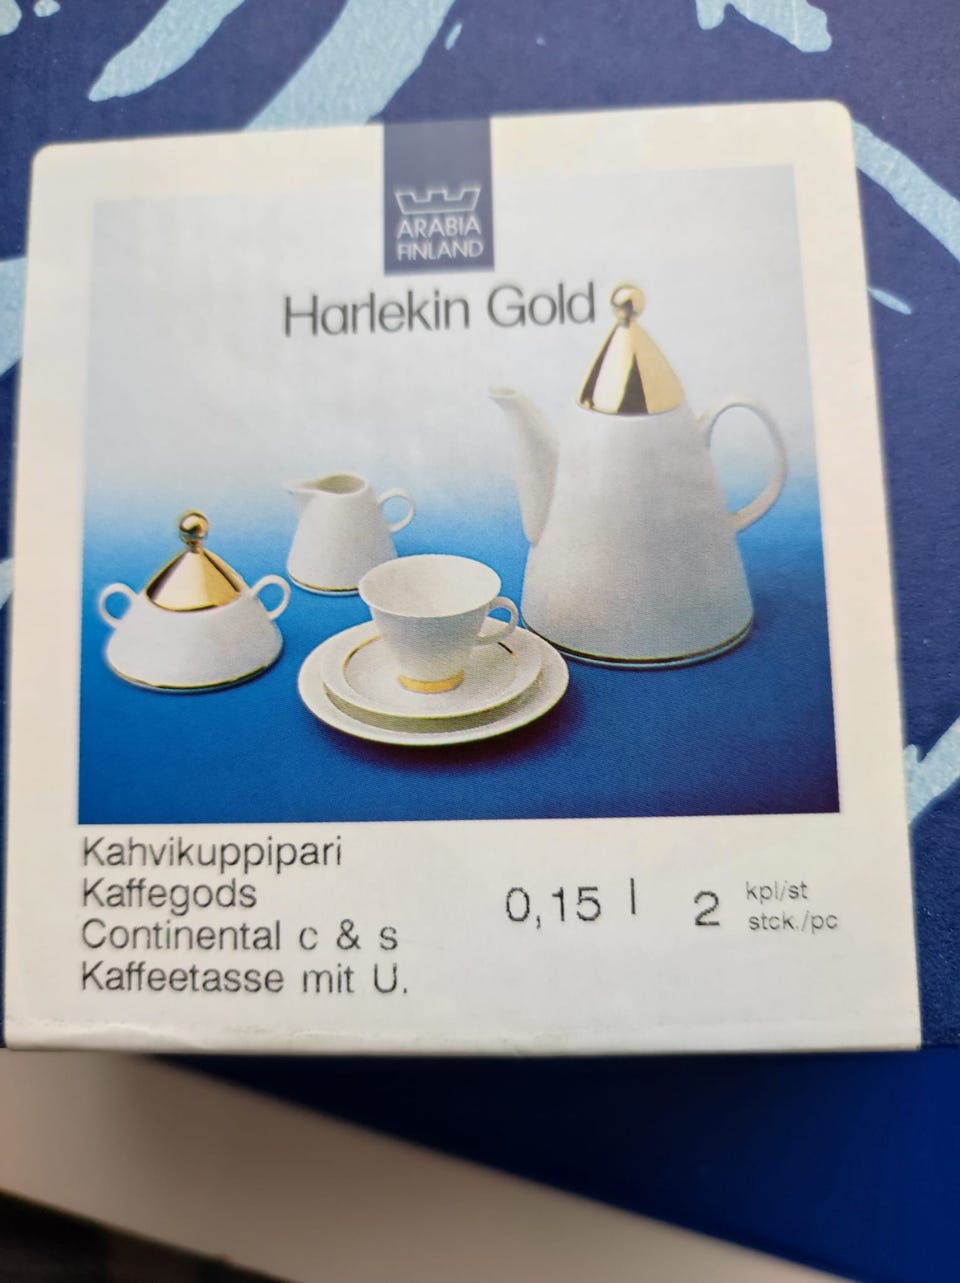 ARABIA
FINLAND
Harlekin Gold
Kahvikuppipari
Kaffegods
Continental c & s
Kaffeetasse mit U.
0,15 l
2 kpl/st
stck./pc